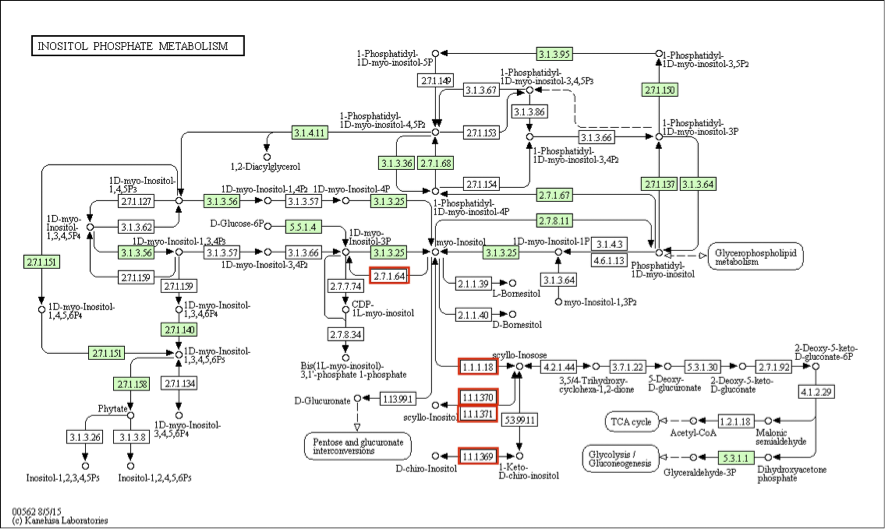 INOSITOL PHOSPHATE METABOLISM
1-Phosphatidyl-
1D-myo-inositol-5P
3.1.3.95
1-Phosphatidyl-
1D-myo-inositol-3,5P2
2.7.1.149
1-Phosphatidyl-
1D-myo-inositol-3,4,5P3
3.1.3.67
2.7.1.150
3.1.3.86
1-Phosphatidyl-
1D-myo-inositol-4,5P2
3.1.4.11
2.7.1.153
3.1.3.66
1-Phosphatidyl-
1D-myo-inositol-3P
1,2-Diacylglycerol
3.1.3.36
2.7.1.68
1-Phosphatidyl-
1D-myo-inositol-3,4P2
2.7.1.154
2.7.1.137
3.1.3.64
1D-myo-Inositol-
1,4,5P3
2.7.1.127
3.1.3.56
1D-myo-Inositol-1,4P2
3.1.3.57
1D-myo-Inositol-4P
3.1.3.25
2.7.1.67
1-Phosphatidyl-
1D-myo-inositol-4P
1D-myo-
Inositol-
1,3,4,5P4
3.1.3.62
D-Glucose-6P
5.5.1.4
2.7.8.11
1D-myo-Inositol-1,3,4P3
3.1.3.56
3.1.3.57
1D-myo-Inositol-3,4P2
3.1.3.66
1D-myo-
Inositol-3P
3.1.3.25
myo-Inositol
3.1.3.25
1D-myo-Inositol-1P
3.1.4.3
4.6.1.13
Phosphatidyl-
1D-myo-inositol
Glycerophospholipid
metabolism
2.7.1.151
2.7.1.159
2.7.1.159
2.7.1.64
2.7.7.74
2.1.1.39
L-Bornesitol
3.1.3.64
myo-Inositol-1,3P2
1D-myo-Inositol-
1,4,5,6P4
1D-myo-Inositol-
1,3,4,6P4
CDP-
1L-myo-inositol
2.1.1.40
D-Bornesitol
2.7.1.140
2.7.8.34
2.7.1.151
1D-myo-Inositol-
1,3,4,5,6P5
Bis(1L-myo-inositol)-
3,1'-phosphate 1-phosphate
scyllo-Inosose
1.1.1.18
4.2.1.44
3,5/4-Trihydroxy-
cyclohexa-1,2-dione
3.7.1.22
5-Deoxy-
D-glucuronate
5.3.1.30
2-Deoxy-5-keto-
D-gluconate
2.7.1.92
2-Deoxy-5-keto-
D-gluconate-6P
2.7.1.158
2.7.1.134
4.1.2.29
D-Glucuronate
1.13.99.1
1.1.1.370
1.1.1.371
scyllo-Inositol
5.3.99.11
Phytate
1D-myo-Inositol-
3,4,5,6P4
3.1.3.26
3.1.3.8
Pentose and glucuronate
interconversions
TCA cycle
Acetyl-CoA
1.2.1.18
Malonic
semialdehyde
Inositol-1,2,3,4,5P5
Inositol-1,2,4,5,6P5
D-chiro-Inositol
1.1.1.369
1-Keto-
D-chiro-inositol
Glycolysis /
Gluconeogenesis
Glyceraldehyde-3P
5.3.1.1
Dihydroxyacetone
phosphate
00562 8/5/15
(c) Kanehisa Laboratories